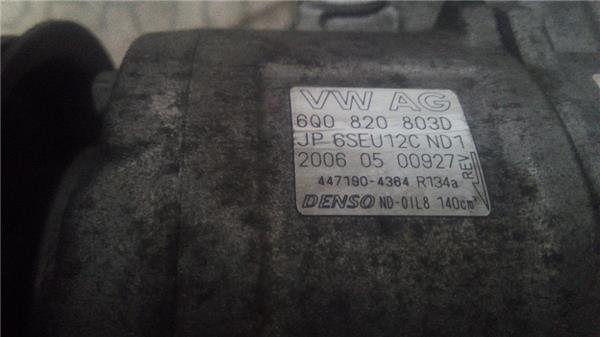 VW AG
6Q0 820 803D
JP 6SEU12C ND1
2006 05 00927
REV
447190-4364 R134a
DENSO ND-OIL8 140cm³